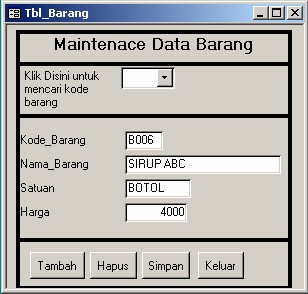 Tbl_Barang
Maintenace Data Barang
Klik Disini untuk
mencari kode
barang
Kode_Barang B006
Nama_Barang SIRUP ABC
Satuan BOTOL
Harga 4000
Tambah Hapus Simpan Keluar